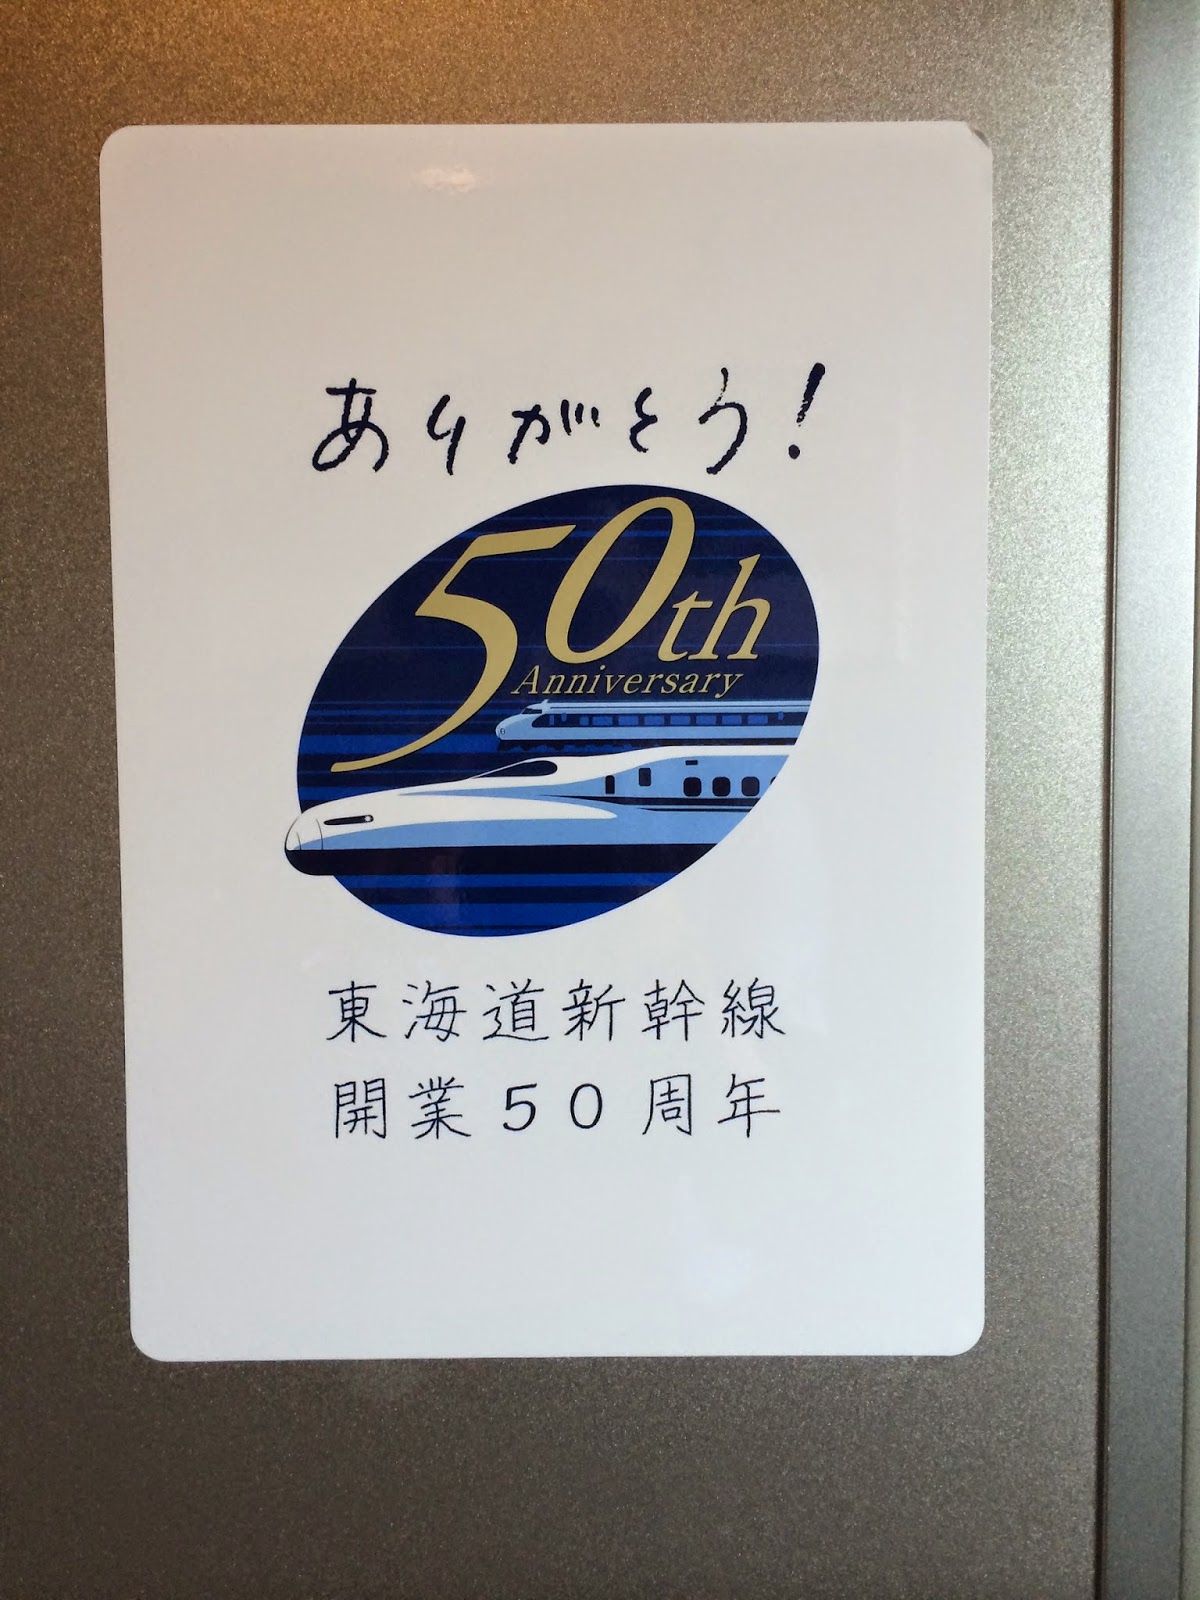 ありがとう!
50th
Anniversary
東海道新幹線
開業50周年